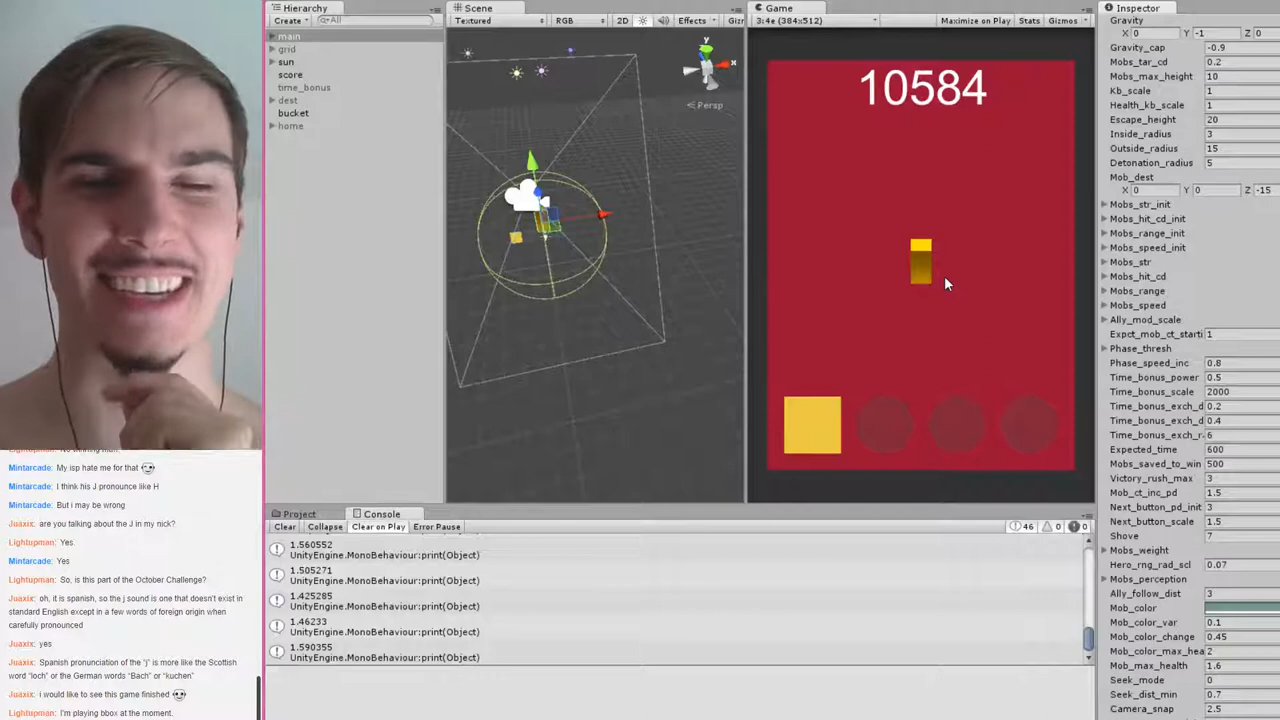 Hierarchy
Create
All
main
grid
sun
score
time_bonus
dest
bucket
home
Scene
Textured RGB 2D Effects Giz
y
x
Persp
Game
3:4e (384x512) Maximize on Play Stats Gizmos
10584
Inspector
Gravity
X 0 Y -1 Z 0
Gravity_cap -0.9
Mobs_tar_cd 0.2
Mobs_max_height 10
Kb_scale 1
Health_kb_scale 1
Escape_height 20
Inside_radius 3
Outside_radius 15
Detonation_radius 5
Mob_dest
X 0 Y 0 Z -15
Mobs_str_init
Mobs_hit_cd_init
Mobs_range_init
Mobs_speed_init
Mobs_str
Mobs_hit_cd
Mobs_range
Mobs_speed
Ally_mod_scale
Expct_mob_ct_starti 1
Phase_thresh
Phase_speed_inc 0.8
Time_bonus_power 0.5
Time_bonus_scale 2000
Time_bonus_exch_d 0.2
Time_bonus_exch_d 0.4
Time_bonus_exch_r 6
Expected_time 600
Mobs_saved_to_win 500
Victory_rush_max 3
Mob_ct_inc_pd 1.5
Next_button_pd_init 3
Next_button_scale 1.5
Shove 7
Mobs_weight
Hero_rng_rad_scl 0.07
Mobs_perception
Ally_follow_dist 3
Mob_color
Mob_color_var 0.1
Mob_color_change 0.45
Mob_color_max_hea 2
Mob_max_health 1.6
Seek_mode 0
Seek_dist_min 0.7
Camera_snap 2.5
Project Console
Clear Collapse Clear on Play Error Pause 46 0 0
1.560552
UnityEngine.MonoBehaviour:print(Object)
1.505271
UnityEngine.MonoBehaviour:print(Object)
1.425285
UnityEngine.MonoBehaviour:print(Object)
1.46233
UnityEngine.MonoBehaviour:print(Object)
1.590355
UnityEngine.MonoBehaviour:print(Object)
Mintarcade: My isp hate me for that
Mintarcade: I think his J pronounce like H
Mintarcade: But i may be wrong
Juaxix: are you talking about the J in my nick?
Lightupman: Yes.
Mintarcade: Yes
Lightupman: So, is this part of the October Challenge?
Juaxix: oh, it is spanish, so the j sound is one that doesn't exist in
standard English except in a few words of foreign origin when
carefully pronounced
Juaxix: yes
Juaxix: Spanish pronunciation of the "j" is more like the Scottish
word "loch" or the German words "Bach" or "kuchen"
Juaxix: i would like to see this game finished
Lightupman: I'm playing bbox at the moment.